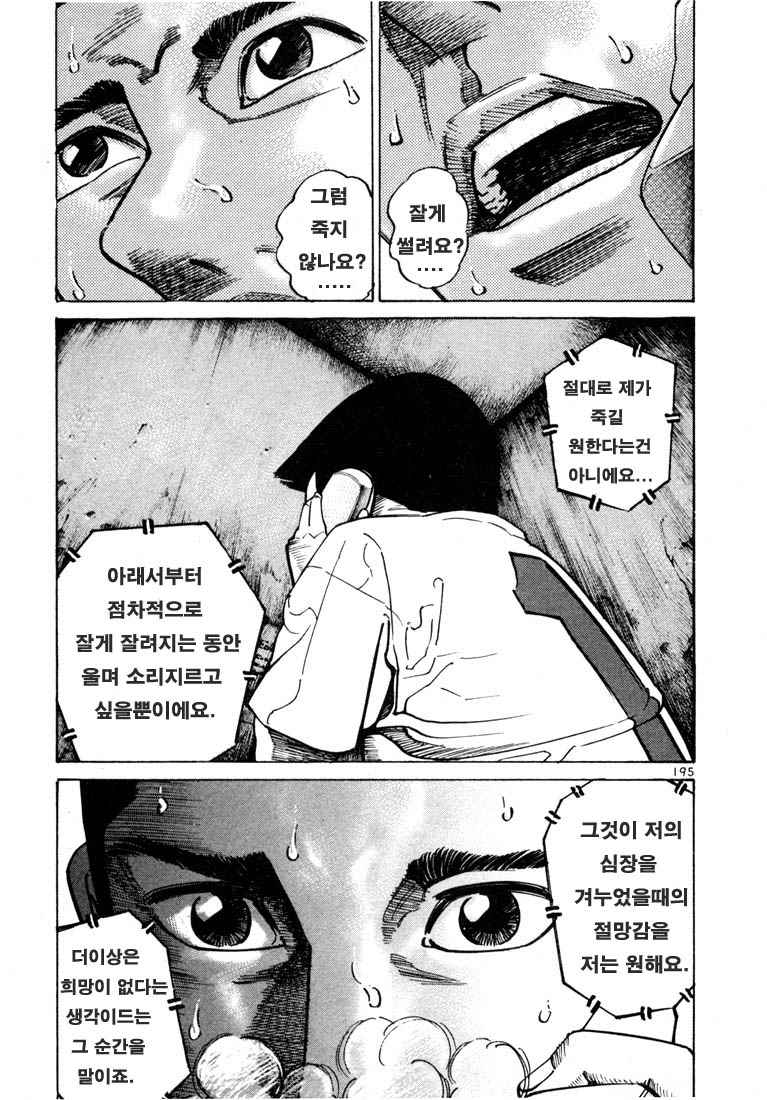 잘게
썰려요?
....
그럼
죽지
않나요?
.....
절대로 제가
죽길
원한다는건
아니에요...
아래서부터
점차적으로
잘게 잘려지는 동안
울며 소리지르고
싶을뿐이에요.
195
그것이 저의
심장을
겨누었을때의
절망감을
저는 원해요.
더이상은
희망이 없다는
생각이드는
그 순간을
말이죠.